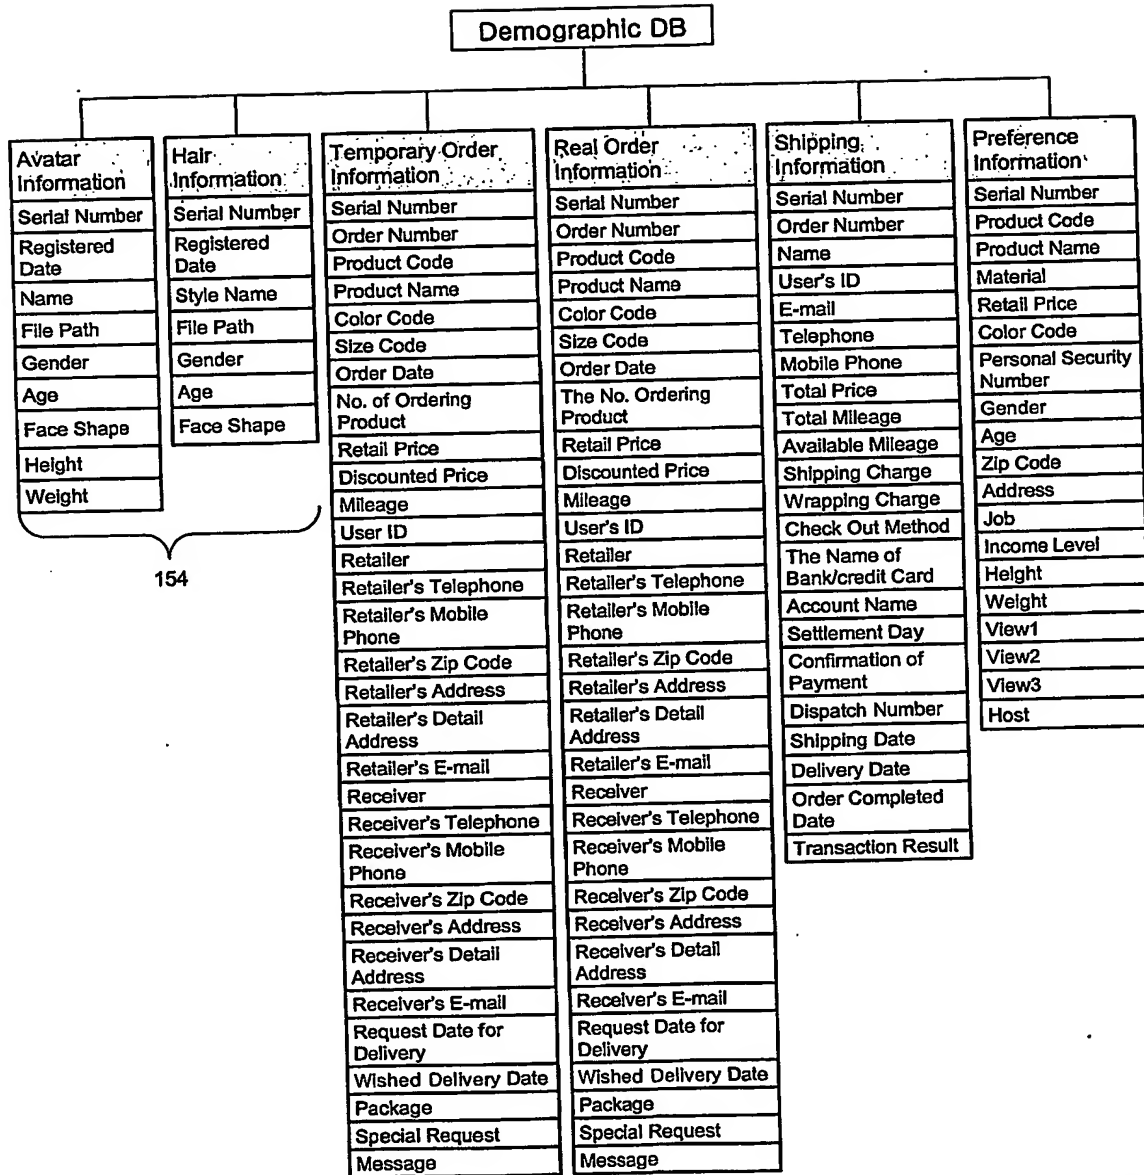 Demographic DB
Avatar
Information
Serial Number
Registered
Date
Name
File Path
Gender
Age
Face Shape
Height
Weight
Hair
Information
Serial Number
Registered
Date
Style Name
File Path
Gender
Age
Face Shape
154
Temporary Order
Information
Serial Number
Order Number
Product Code
Product Name
Color Code
Size Code
Order Date
No. of Ordering
Product
Retail Price
Discounted Price
Mileage
User ID
Retailer
Retailer's Telephone
Retailer's Mobile
Phone
Retailer's Zip Code
Retailer's Address
Retailer's Detail
Address
Retailer's E-mail
Receiver
Receiver's Telephone
Receiver's Mobile
Phone
Receiver's Zip Code
Receiver's Address
Receiver's Detail
Address
Receiver's E-mail
Request Date for
Delivery
Wished Delivery Date
Package
Special Request
Message
Real Order
Information
Serial Number
Order Number
Product Code
Product Name
Color Code
Size Code
Order Date
The No. Ordering
Product
Retail Price
Discounted Price
Mileage
User's ID
Retailer
Retailer's Telephone
Retailer's Mobile
Phone
Retailer's Zip Code
Retailer's Address
Retailer's Detail
Address
Retailer's E-mail
Receiver
Receiver's Telephone
Receiver's Mobile
Phone
Receiver's Zip Code
Receiver's Address
Receiver's Detail
Address
Receiver's E-mail
Request Date for
Delivery
Wished Delivery Date
Package
Special Request
Message
Shipping
Information
Serial Number
Order Number
Name
User's ID
E-mail
Telephone
Mobile Phone
Total Price
Total Mileage
Available Mileage
Shipping Charge
Wrapping Charge
Check Out Method
The Name of
Bank/credit Card
Account Name
Settlement Day
Confirmation of
Payment
Dispatch Number
Shipping Date
Delivery Date
Order Completed
Date
Transaction Result
Preference
Information
Serial Number
Product Code
Product Name
Material
Retail Price
Color Code
Personal Security
Number
Gender
Age
Zip Code
Address
Job
Income Level
Height
Weight
View1
View2
View3
Host